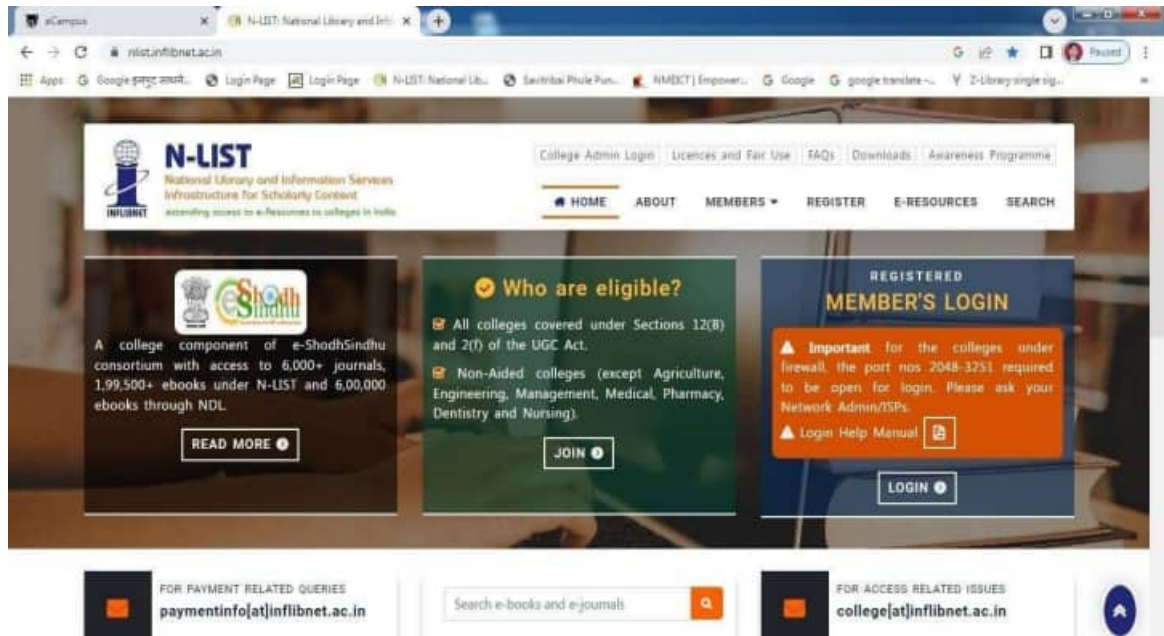 eCampus
N-LIST: National Library and Info
nlist.inflibnet.ac.in
Paused
Apps
Google इनपुट साधने...
Login Page
Login Page
N-LIST: National Lib...
Savitribai Phule Pun...
NMEICT | Empower...
Google
google translate -...
Z-Library single sig...
INFLIBNET
N-LIST
National Library and Information Services
Infrastructure for Scholarly Content
extending access to e-Resources to colleges in India
College Admin Login
Licences and Fair Use
FAQs
Downloads
Awareness Programme
HOME
ABOUT
MEMBERS
REGISTER
E-RESOURCES
SEARCH
e-Shodh
Sindhu
A college component of e-ShodhSindhu
consortium with access to 6,000+ journals,
1,99,500+ ebooks under N-LIST and 6,00,000
ebooks through NDL.
READ MORE
Who are eligible?
All colleges covered under Sections 12(B)
and 2(f) of the UGC Act.
Non-Aided colleges (except Agriculture,
Engineering, Management, Medical, Pharmacy,
Dentistry and Nursing).
JOIN
REGISTERED
MEMBER'S LOGIN
Important for the colleges under
firewall, the port nos 2048-3251 required
to be open for login. Please ask your
Network Admin/ISPs.
Login Help Manual
LOGIN
FOR PAYMENT RELATED QUERIES
paymentinfo[at]inflibnet.ac.in
Search e-books and e-journals
FOR ACCESS RELATED ISSUES
college[at]inflibnet.ac.in